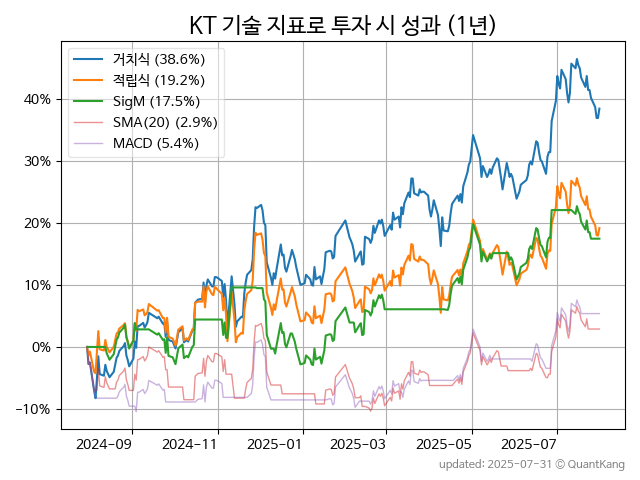 KT 기술 지표로 투자 시 성과 (1년)
거치식 (38.6%)
적립식 (19.2%)
SigM (17.5%)
SMA(20) (2.9%)
MACD (5.4%)
40%
30%
20%
10%
0%
−10%
2024-09
2024-11
2025-01
2025-03
2025-05
2025-07
updated: 2025-07-31 © QuantKang